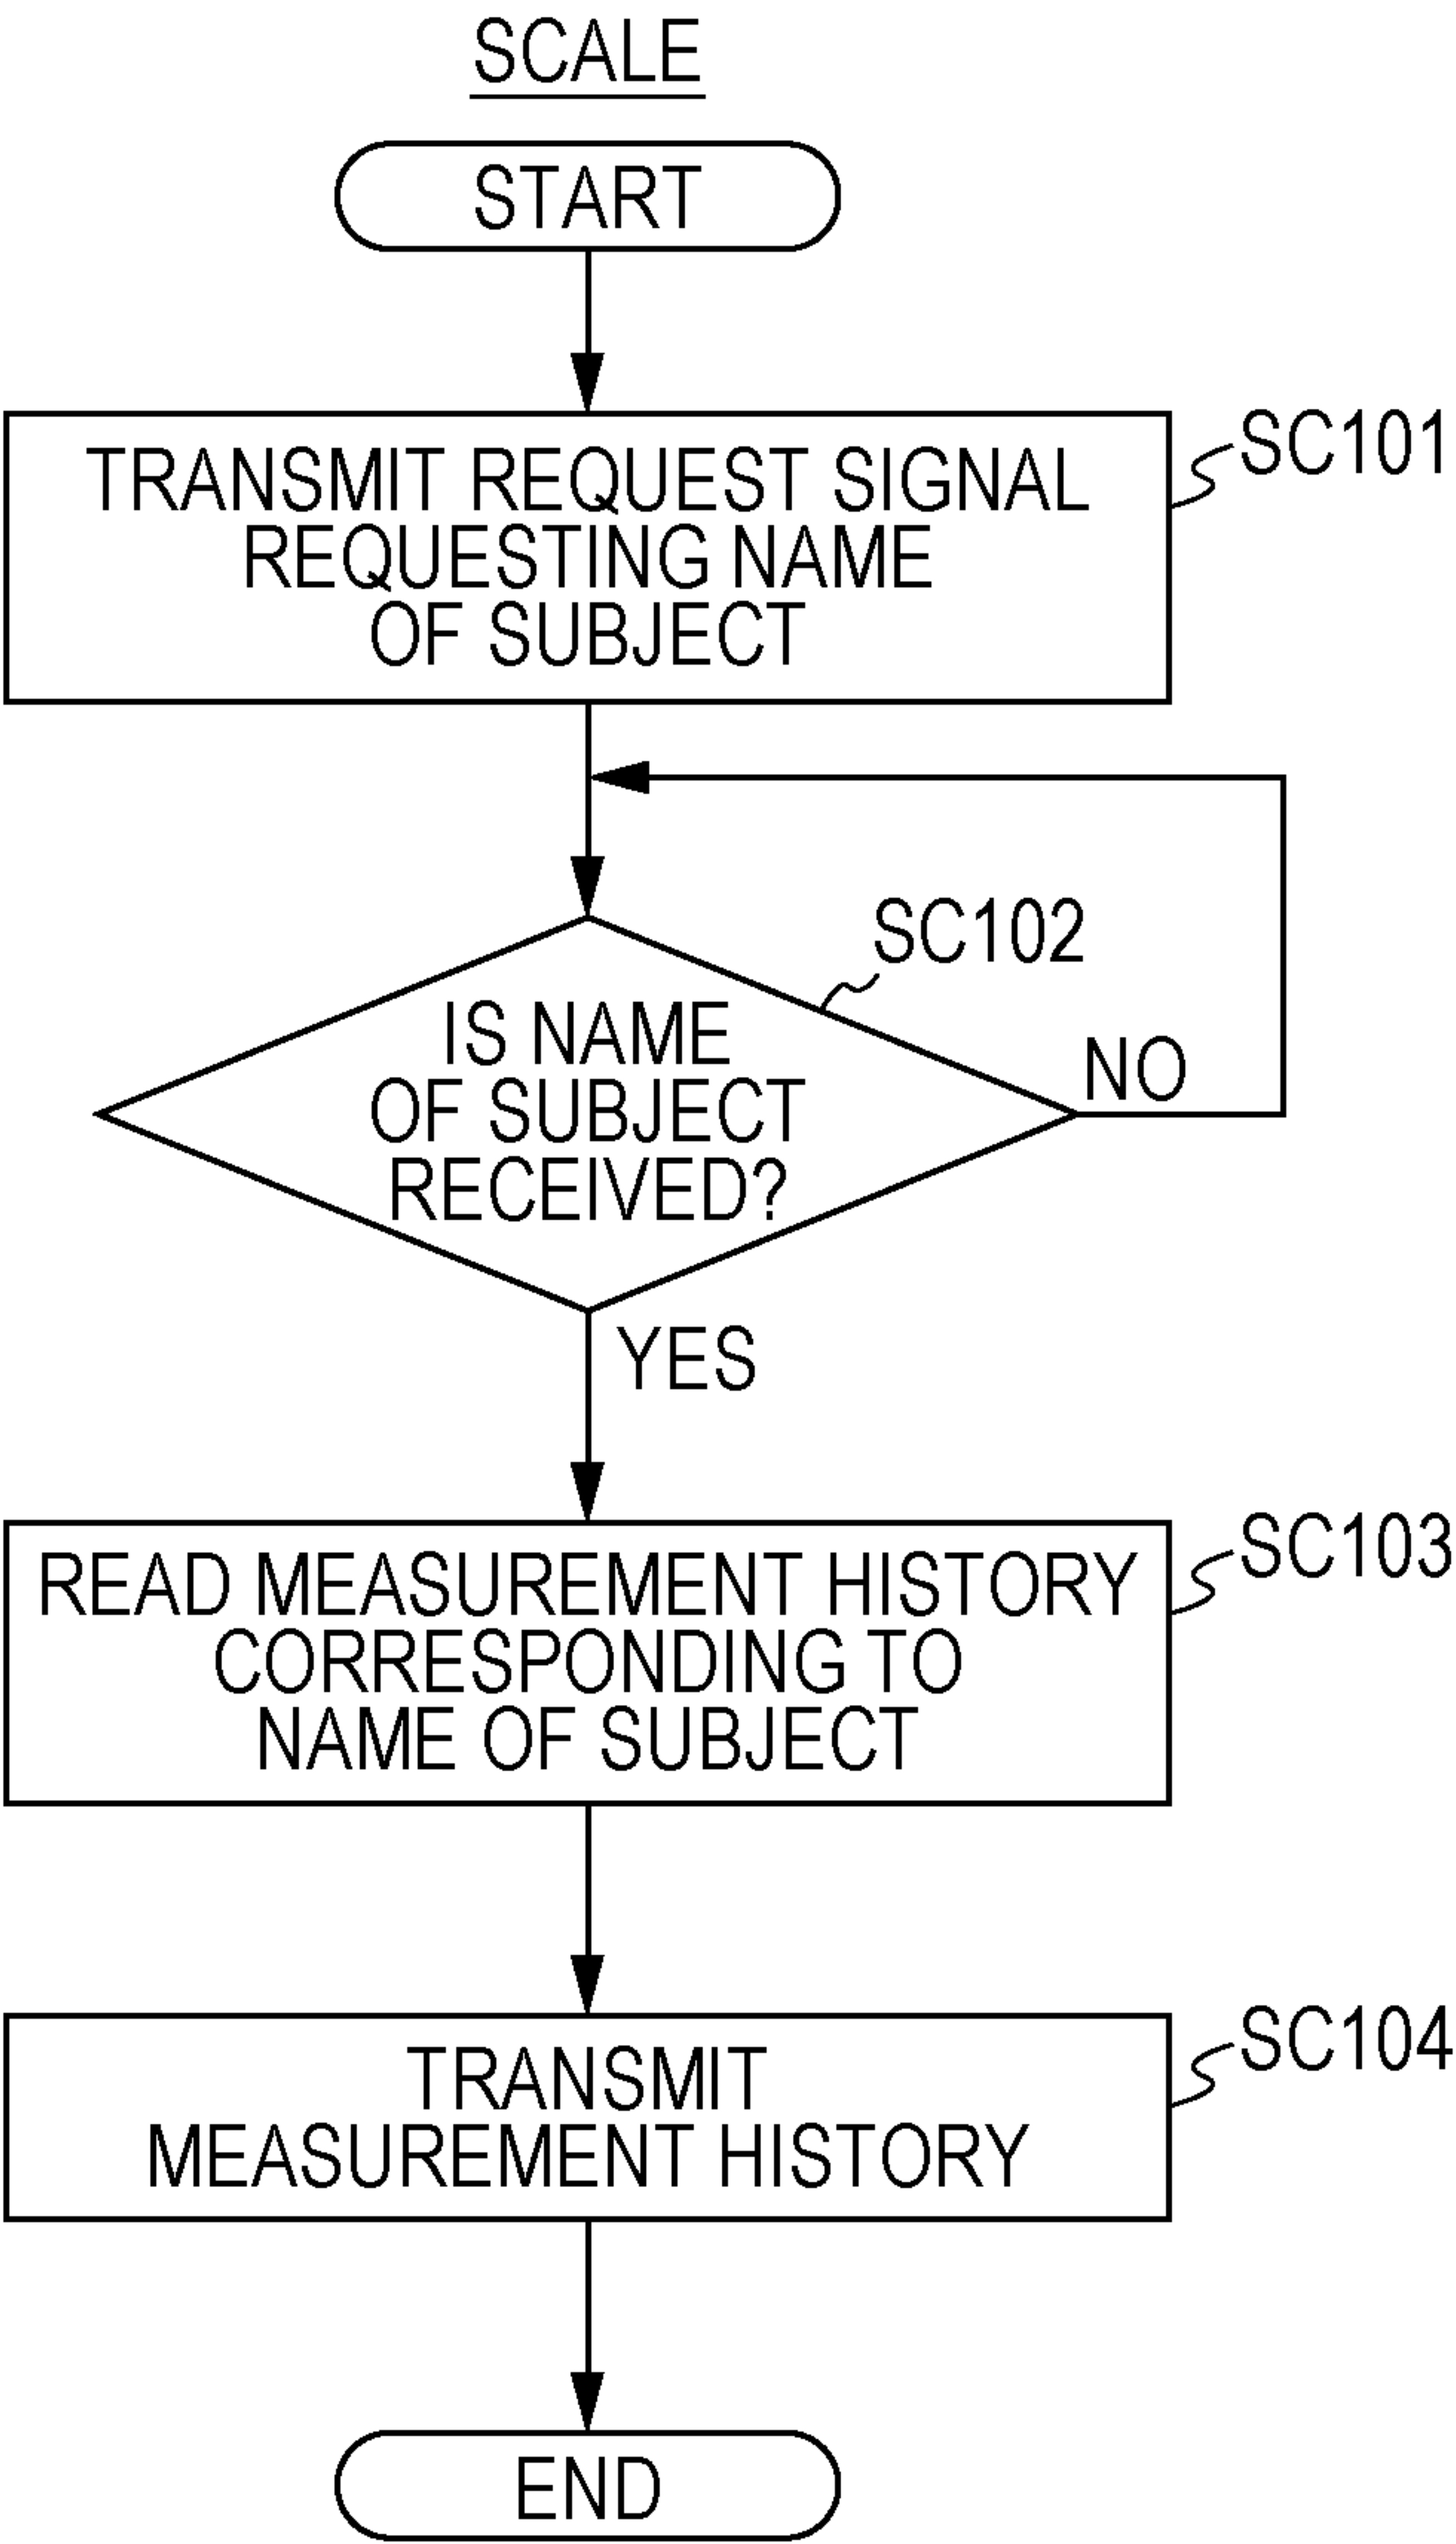 SCALE
START
TRANSMIT REQUEST SIGNAL
REQUESTING NAME
OF SUBJECT
SC101
SC102
IS NAME
OF SUBJECT
RECEIVED?
NO
YES
READ MEASUREMENT HISTORY
CORRESPONDING TO
NAME OF SUBJECT
SC103
TRANSMIT
MEASUREMENT HISTORY
SC104
END